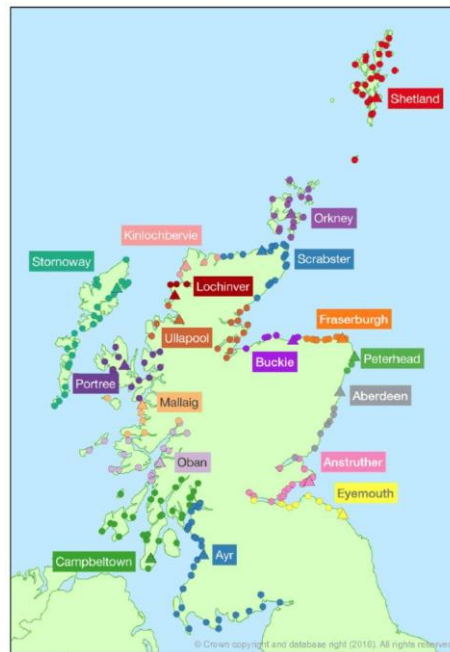 Shetland
Orkney
Kinlochbervie
Scrabster
Stornoway
Lochinver
Fraserburgh
Ullapool
Buckie
Peterhead
Portree
Aberdeen
Mallaig
Oban
Anstruther
Eyemouth
Campbeltown
Ayr
© Crown copyright and database right (2016). All rights reserved